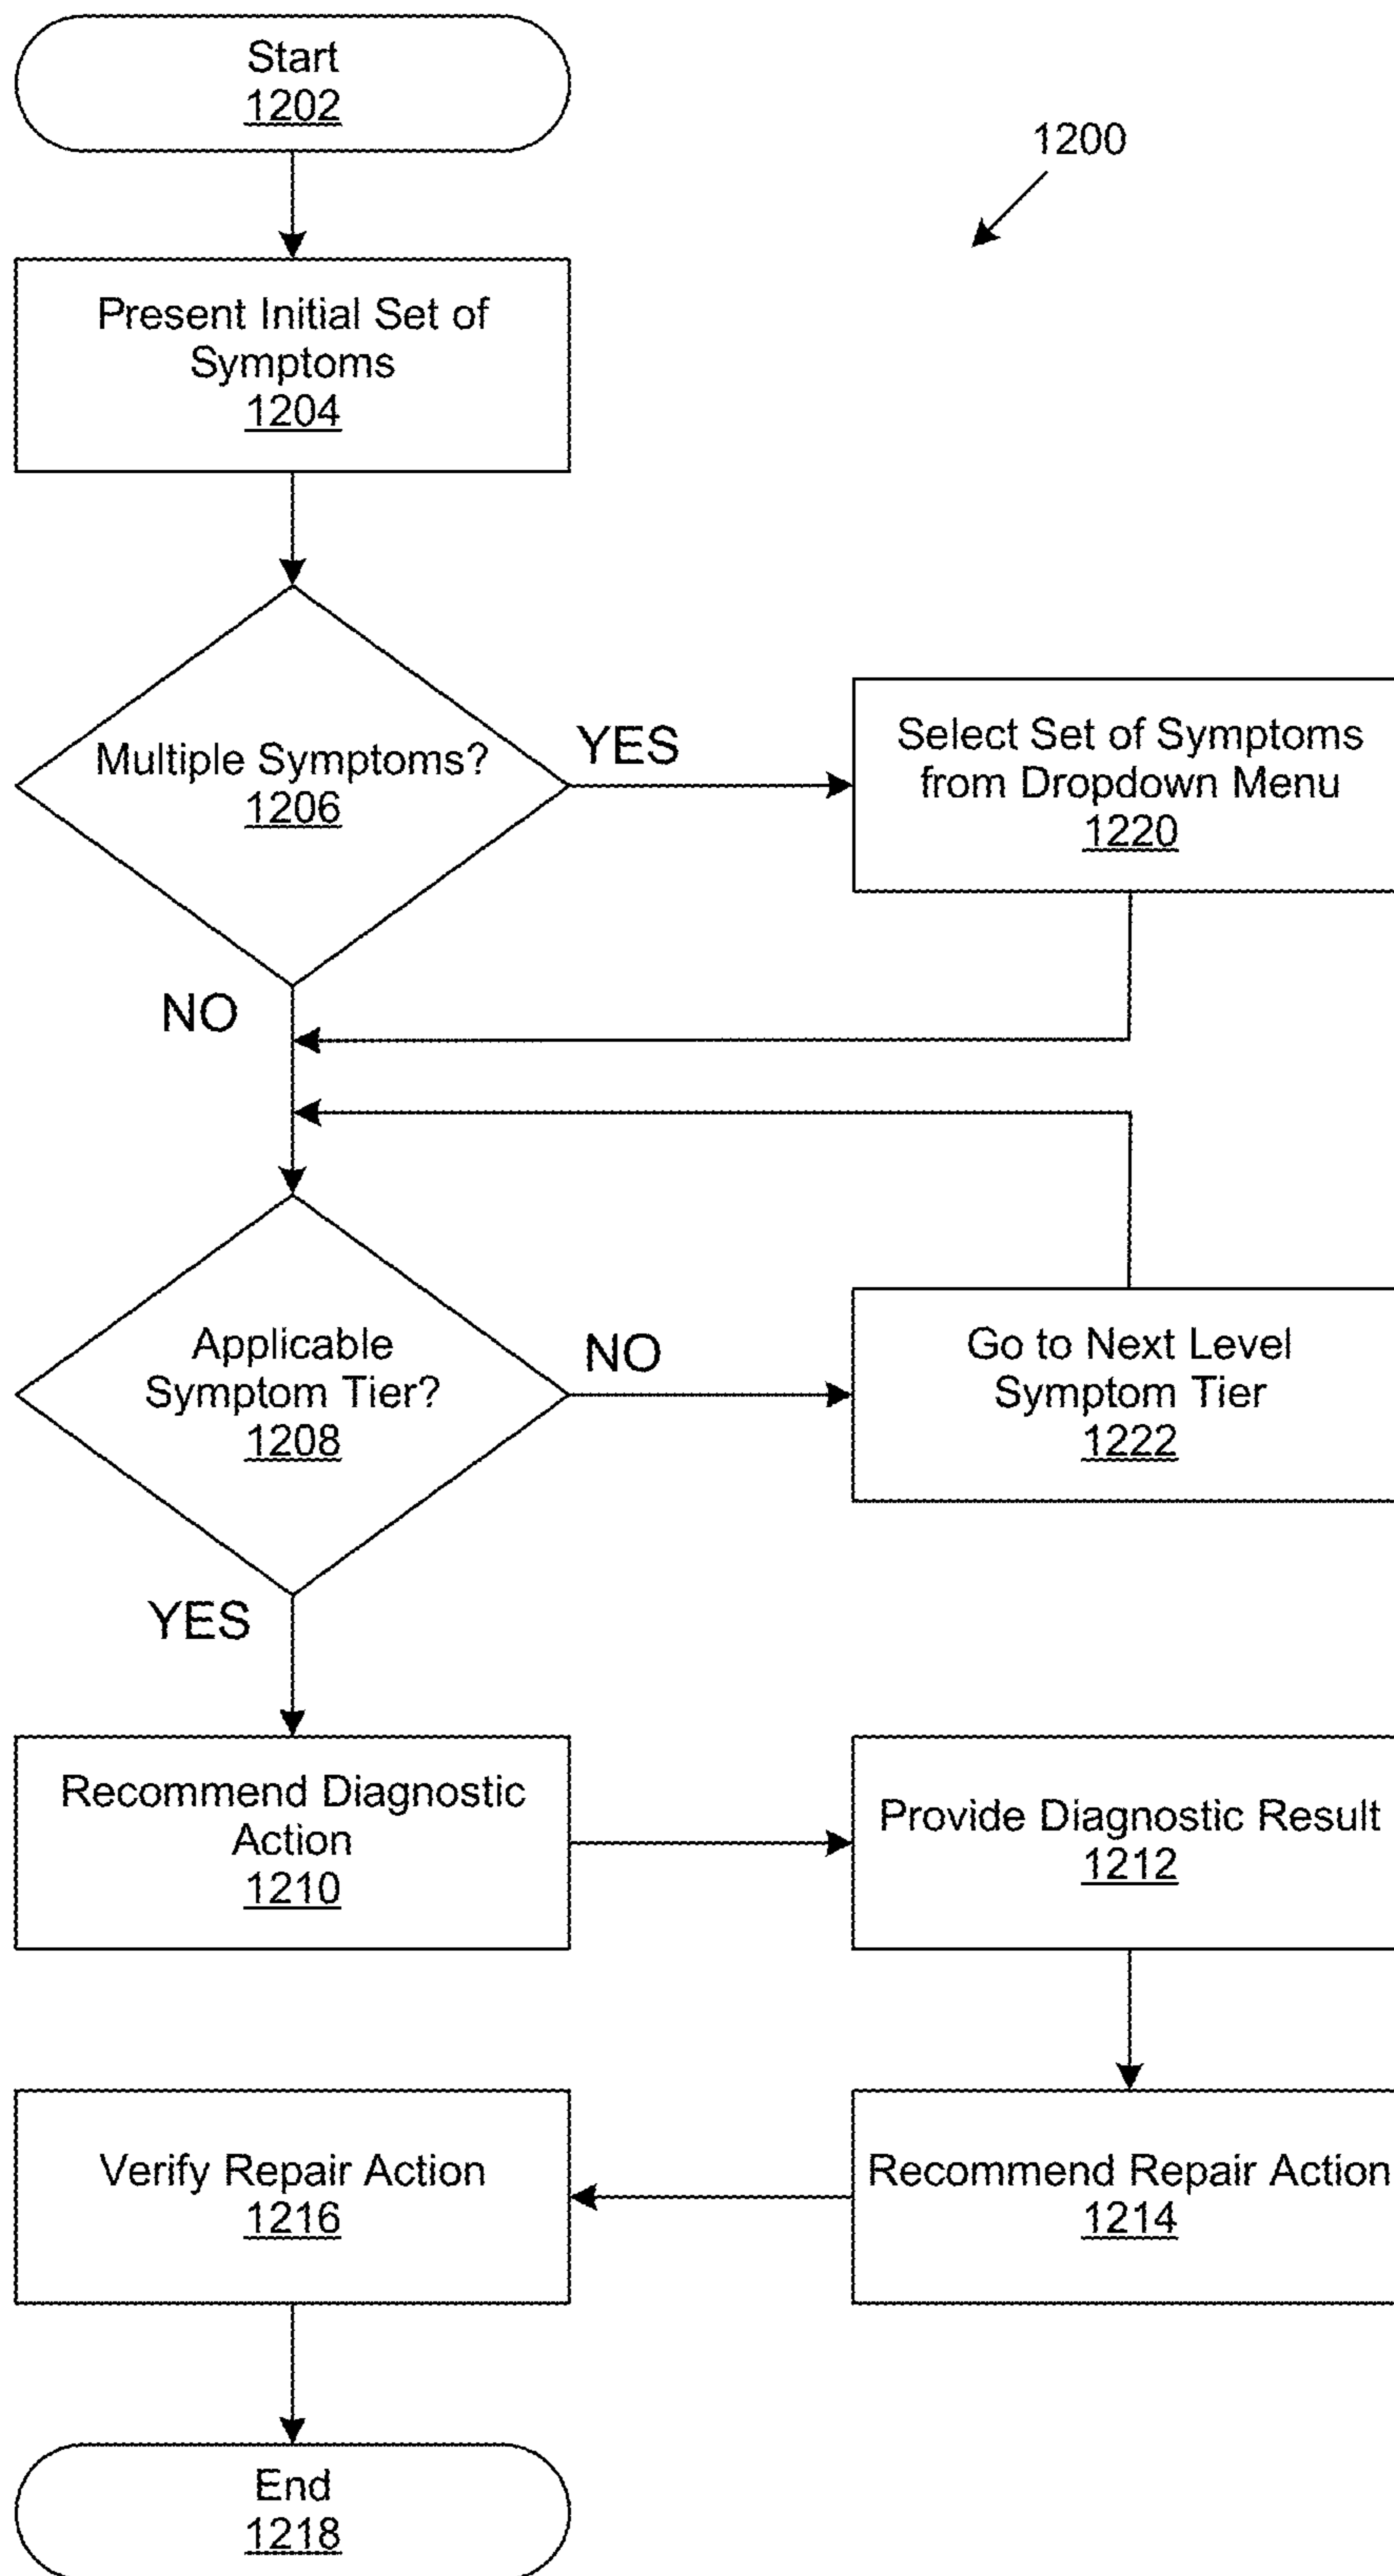 Start
1202
1200
Present Initial Set of
Symptoms
1204
Multiple Symptoms?
1206
YES
Select Set of Symptoms
from Dropdown Menu
1220
NO
Applicable
Symptom Tier?
1208
NO
Go to Next Level
Symptom Tier
1222
YES
Recommend Diagnostic
Action
1210
Provide Diagnostic Result
1212
Recommend Repair Action
1214
Verify Repair Action
1216
End
1218